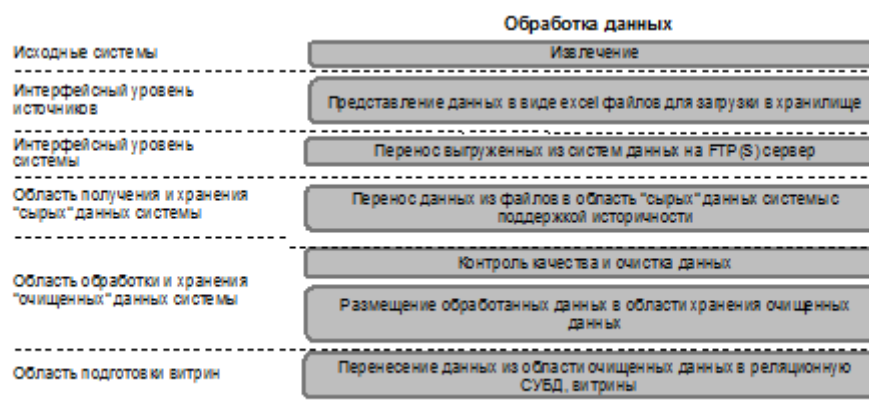 Обработка данных
Исходные системы
Извлечение
Интерфейсный уровень
источников
Представление данных в виде excel файлов для загрузки в хранилище
Интерфейсный уровень
системы
Перенос выгруженных из систем данных на FTP(S) сервер
Область получения и хранения
"сырых" данных системы
Перенос данных из файлов в область "сырых" данных системы с
поддержкой историчности
Область обработки и хранения
"очищенных" данных системы
Контроль качества и очистка данных
Размещение обработанных данных в области хранения очищенных
данных
Область подготовки витрин
Перенесение данных из области очищенных данных в реляционную
СУБД, витрины